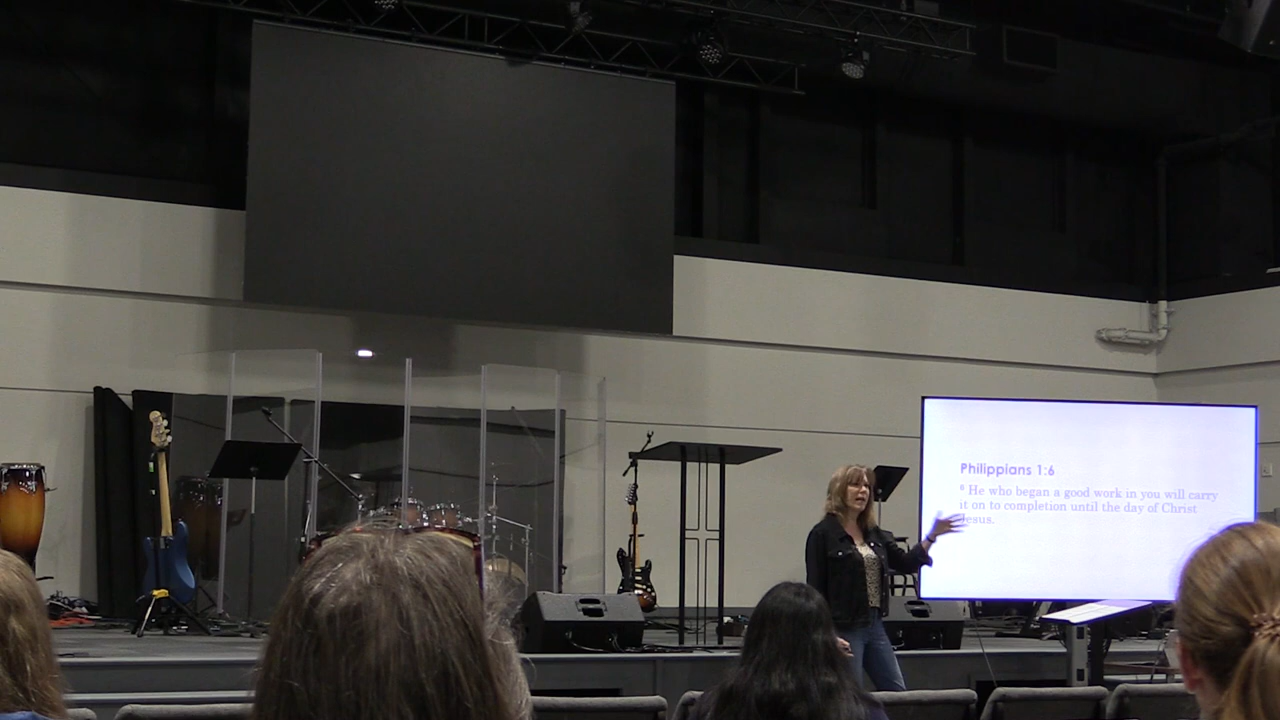 Philippians 1:6
⁶ He who began a good work in you will carry
it on to completion until the day of Christ
Jesus.